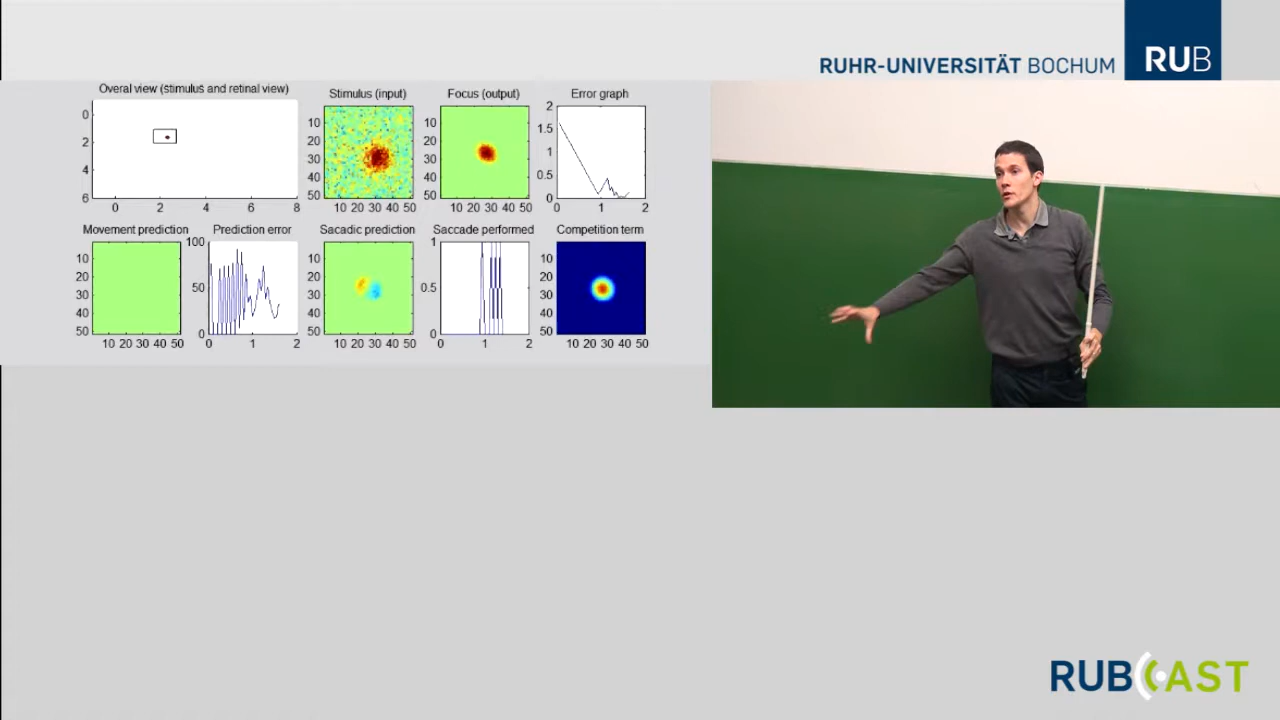 RUHR-UNIVERSITÄT BOCHUM
RUB
Overal view (stimulus and retinal view)
0
2
4
6
0 2 4 6 8
Stimulus (input)
10
20
30
40
50
10 20 30 40 50
Focus (output)
10
20
30
40
50
10 20 30 40 50
Error graph
2
1.5
1
0.5
0
0 1 2
Movement prediction
10
20
30
40
50
10 20 30 40 50
Prediction error
100
50
0
0 1 2
Sacadic prediction
10
20
30
40
50
10 20 30 40 50
Saccade performed
1
0.5
0
0 1 2
Competition term
10
20
30
40
50
10 20 30 40 50
RUBCAST